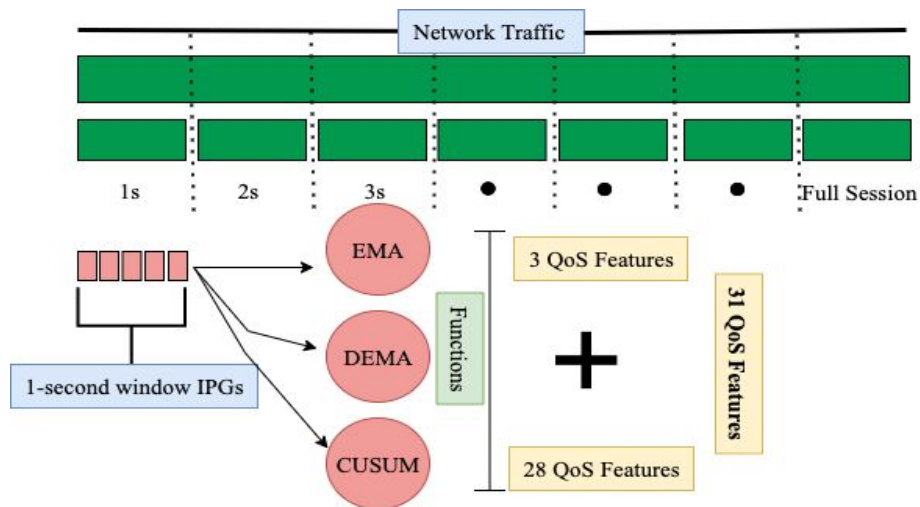 Network Traffic
1s
2s
3s
Full Session
EMA
DEMA
CUSUM
1-second window IPGs
Functions
3 QoS Features
28 QoS Features
31 QoS Features